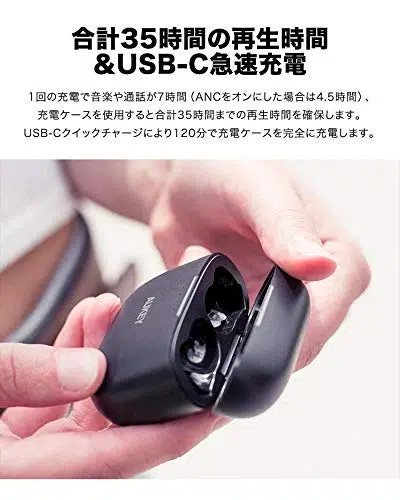 合計35時間の再生時間
＆USB-C急速充電
1回の充電で音楽や通話が7時間（ANCをオンにした場合は4.5時間）、
充電ケースを使用すると合計35時間までの再生時間を確保します。
USB-Cクイックチャージにより120分で充電ケースを完全に充電します。
AUKEY